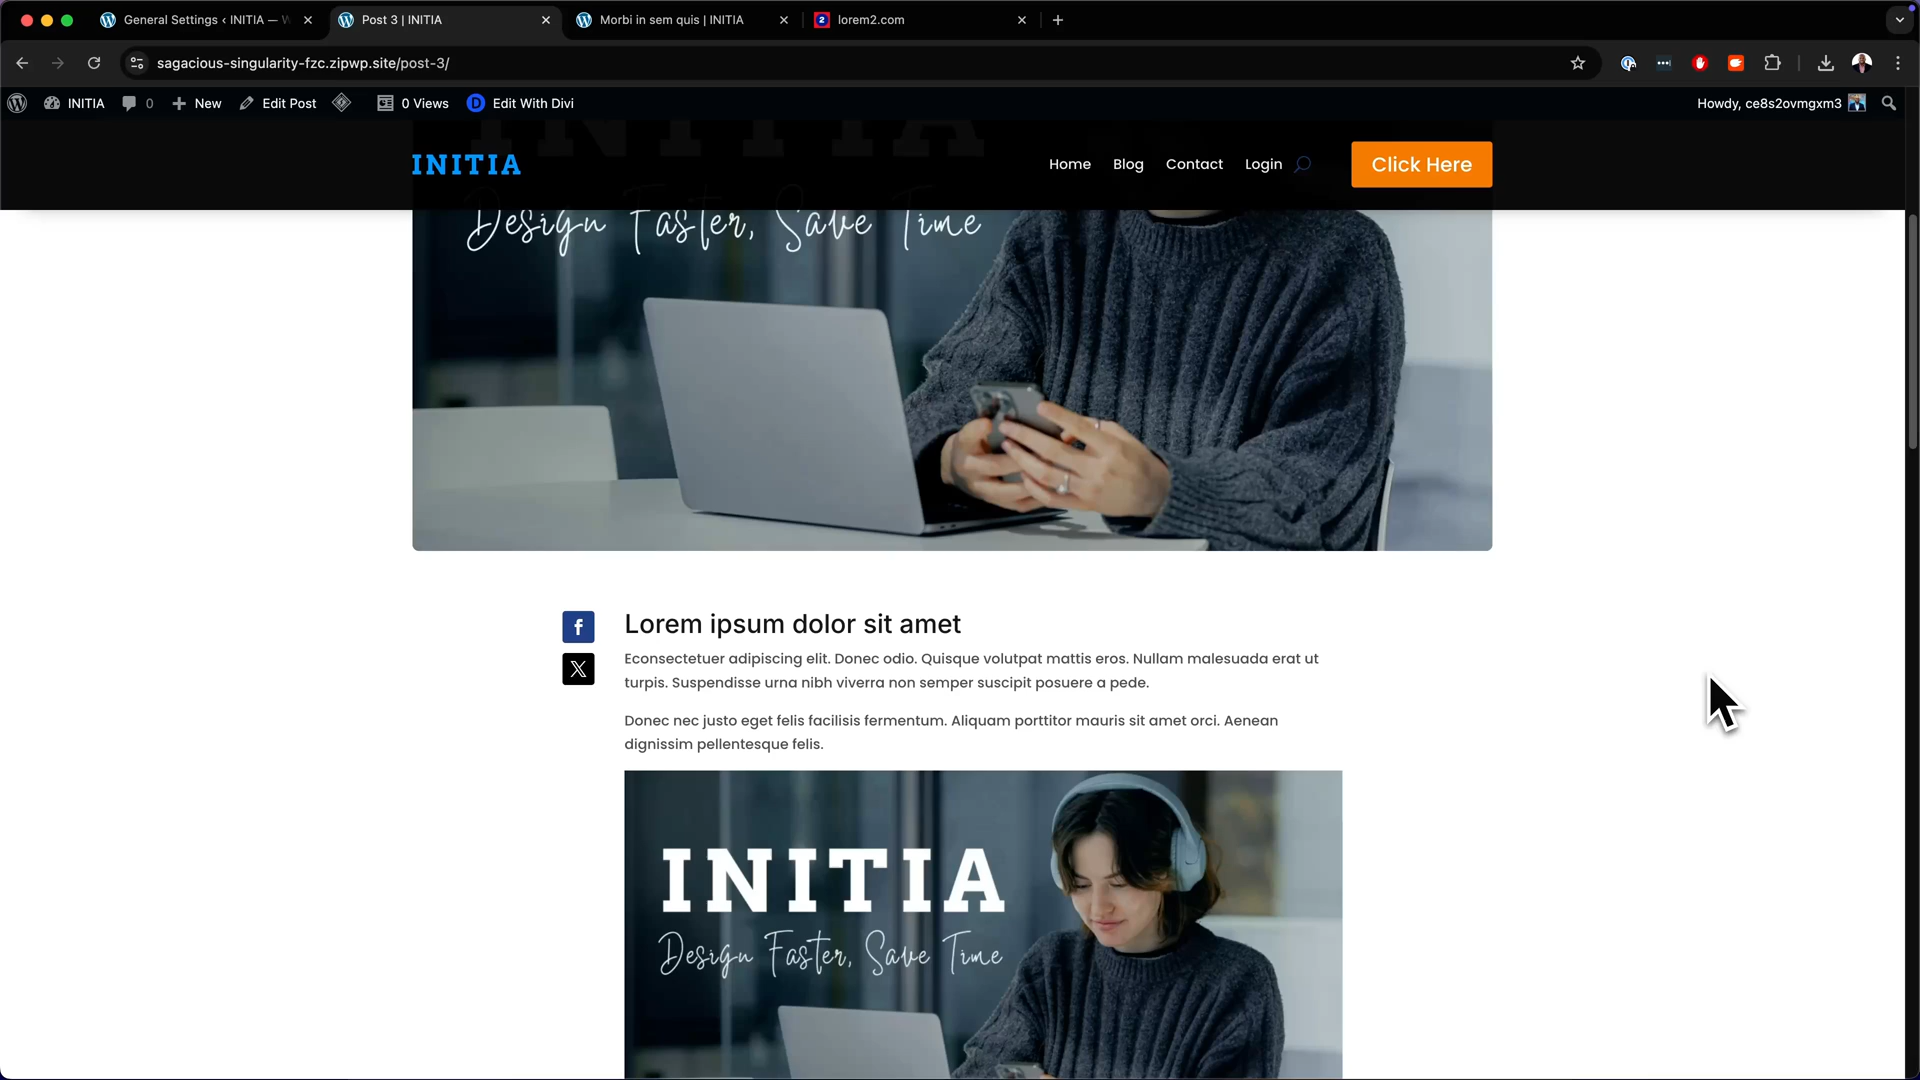 General Settings ‹ INITIA — W
Post 3 | INITIA
Morbi in sem quis | INITIA
2
lorem2.com
sagacious-singularity-fzc.zipwp.site/post-3/
INITIA
0
New
Edit Post
0 Views
D
Edit With Divi
Howdy, ce8s2ovmgxm3
INITIA
INITIA
Home
Blog
Contact
Login
Click Here
Design Faster, Save Time
f
X
Lorem ipsum dolor sit amet
Econsectetuer adipiscing elit. Donec odio. Quisque volutpat mattis eros. Nullam malesuada erat ut
turpis. Suspendisse urna nibh viverra non semper suscipit posuere a pede.
Donec nec justo eget felis facilisis fermentum. Aliquam porttitor mauris sit amet orci. Aenean
dignissim pellentesque felis.
INITIA
Design Faster, Save Time